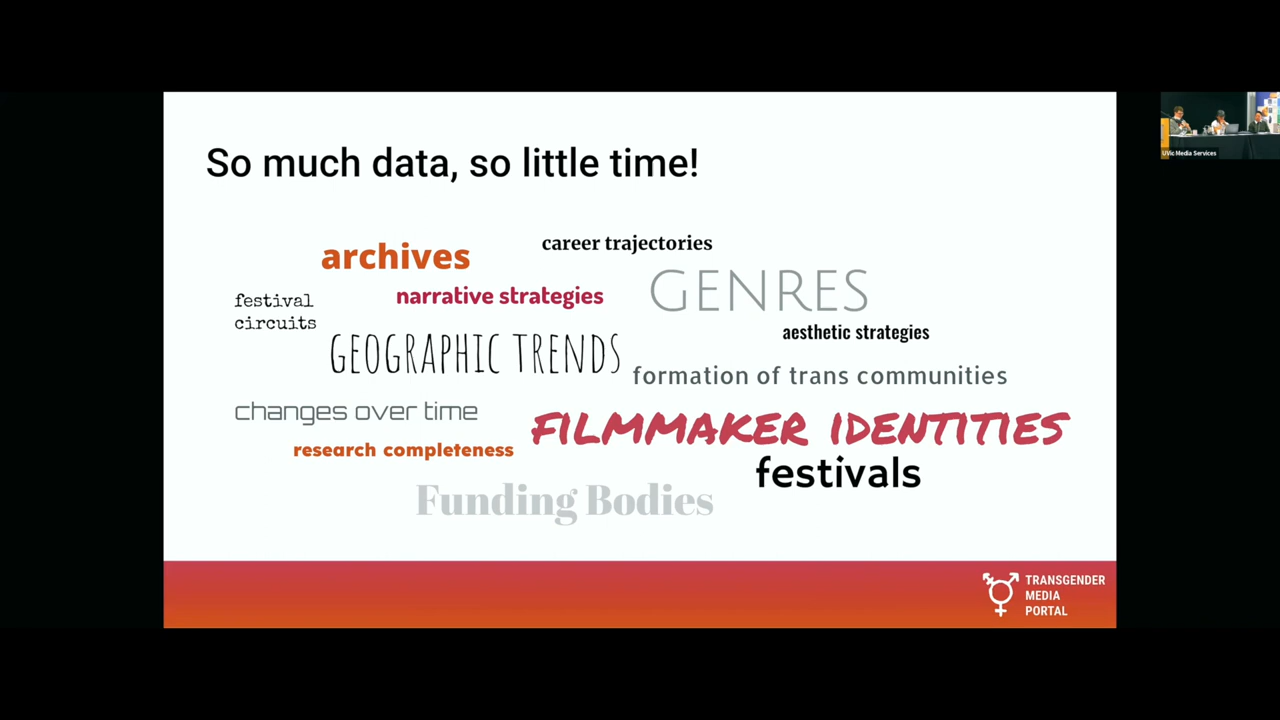 So much data, so little time!
archives
career trajectories
festival
circuits
narrative strategies
GENRES
aesthetic strategies
GEOGRAPHIC TRENDS
formation of trans communities
changes over time
FILMMAKER IDENTITIES
research completeness
festivals
Funding Bodies
TRANSGENDER
MEDIA
PORTAL
UVic Media Services